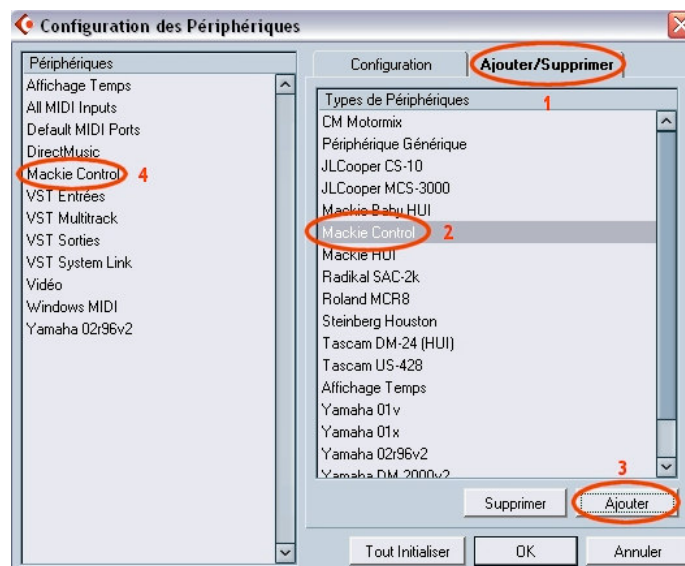 Configuration des Périphériques
Périphériques
Affichage Temps
All MIDI Inputs
Default MIDI Ports
DirectMusic
Mackie Control 4
VST Entrées
VST Multitrack
VST Sorties
VST System Link
Vidéo
Windows MIDI
Yamaha 02r96v2
Configuration Ajouter/Supprimer
Types de Périphériques 1
CM Motormix
Périphérique Générique
JLCooper CS-10
JLCooper MCS-3000
Mackie Baby HUI
Mackie Control 2
Mackie HUI
Radikal SAC-2k
Roland MCR8
Steinberg Houston
Tascam DM-24 (HUI)
Tascam US-428
Affichage Temps
Yamaha 01v
Yamaha 01x
Yamaha 02r96v2
Yamaha DM 2000v2
3
Supprimer Ajouter
Tout Initialiser OK Annuler